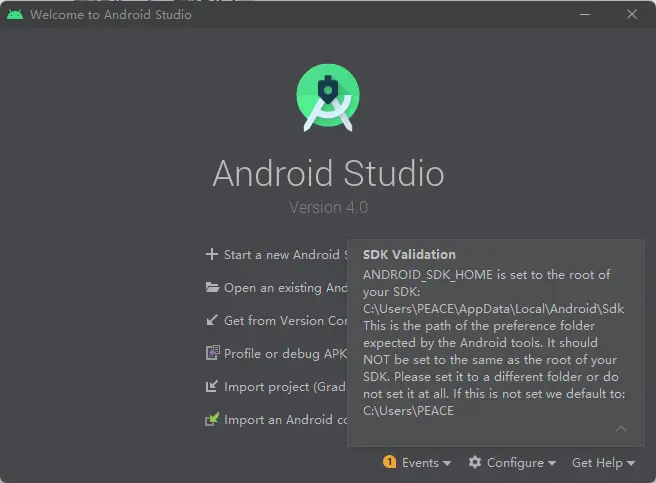 Welcome to Android Studio
Android Studio
Version 4.0
Start a new Android S
Open an existing And
Get from Version Con
Profile or debug APK
Import project (Grad
Import an Android co
SDK Validation
ANDROID_SDK_HOME is set to the root of
your SDK:
C:\Users\PEACE\AppData\Local\Android\Sdk
This is the path of the preference folder
expected by the Android tools. It should
NOT be set to the same as the root of your
SDK. Please set it to a different folder or do
not set it at all. If this is not set we default to:
C:\Users\PEACE
1 Events
Configure
Get Help